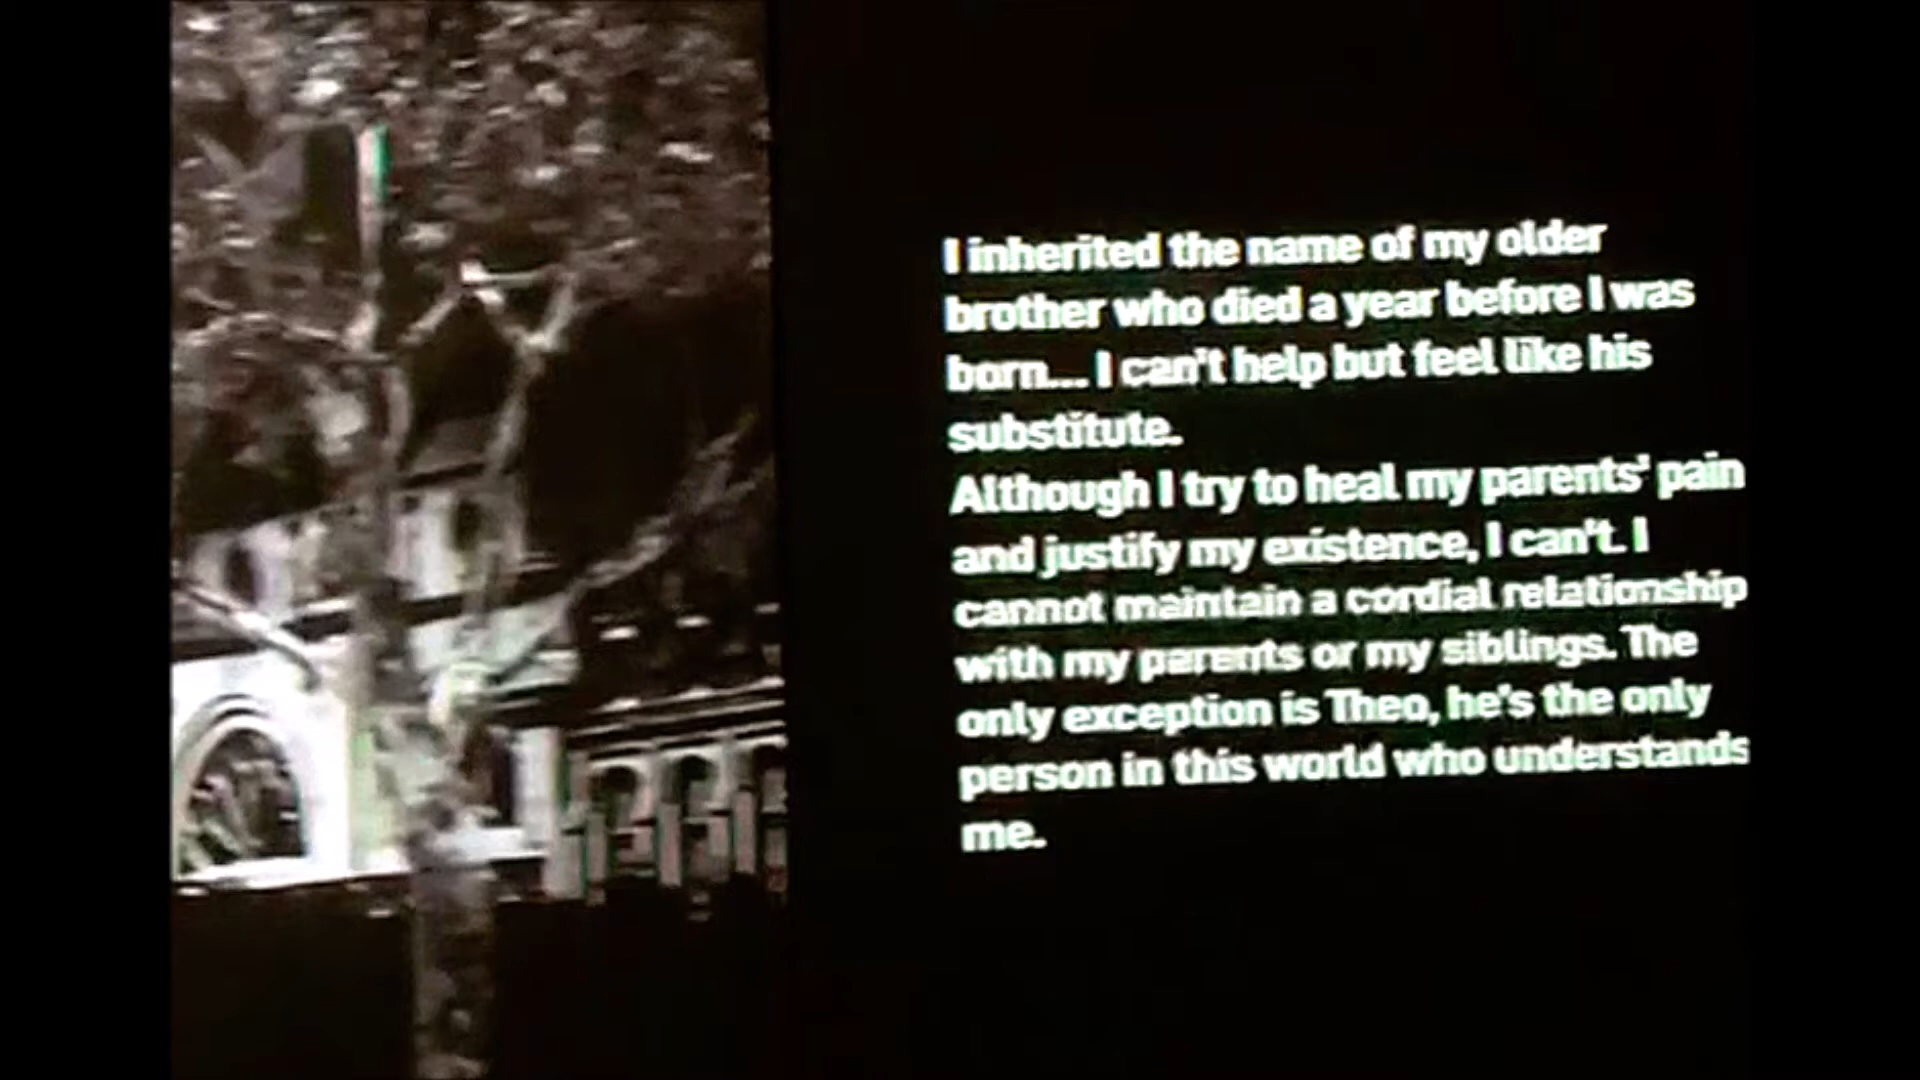 I inherited the name of my older
brother who died a year before I was
born.... I can't help but feel like his
substitute.
Although I try to heal my parents' pain
and justify my existence, I can't. I
cannot maintain a cordial relationship
with my parents or my siblings. The
only exception is Theo, he's the only
person in this world who understands
me.